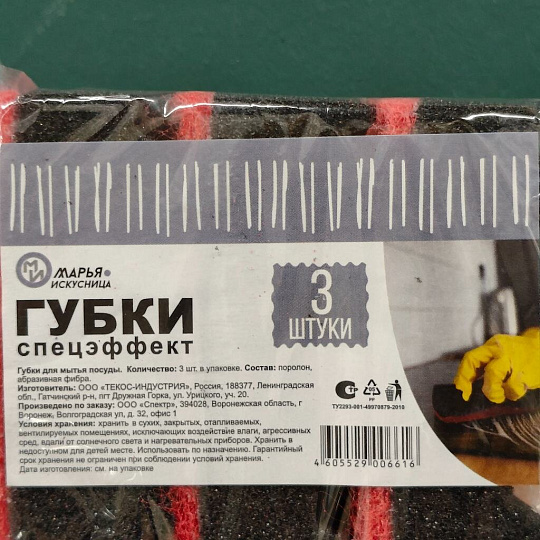 МИ
МАРЬЯ
ИСКУСНИЦА
ГУБКИ
спецэффект
3
ШТУКИ
Губки для мытья посуды. Количество: 3 шт. в упаковке. Состав: поролон,
абразивная фибра.
Изготовитель: ООО «ТЕКОС-ИНДУСТРИЯ», Россия, 188377, Ленинградская
обл., Гатчинский р-н, пгт Дружная Горка, ул. Урицкого, уч. 20.
Произведено по заказу: ООО «Спектр», 394028, Воронежская область, г
Воронеж, Волгоградская ул, д. 32, офис 1
Условия хранения: хранить в сухих, закрытых, отапливаемых,
вентилируемых помещениях, исключающих воздействие влаги, агрессивных
сред, вдали от солнечного света и нагревательных приборов. Хранить в
недоступном для детей месте. Использовать по назначению. Гарантийный
срок хранения не ограничен при соблюдении условий хранения.
Дата изготовления: см. на упаковке
05
PP
ТУ2293-001-49970879-2010
4 605529 006616